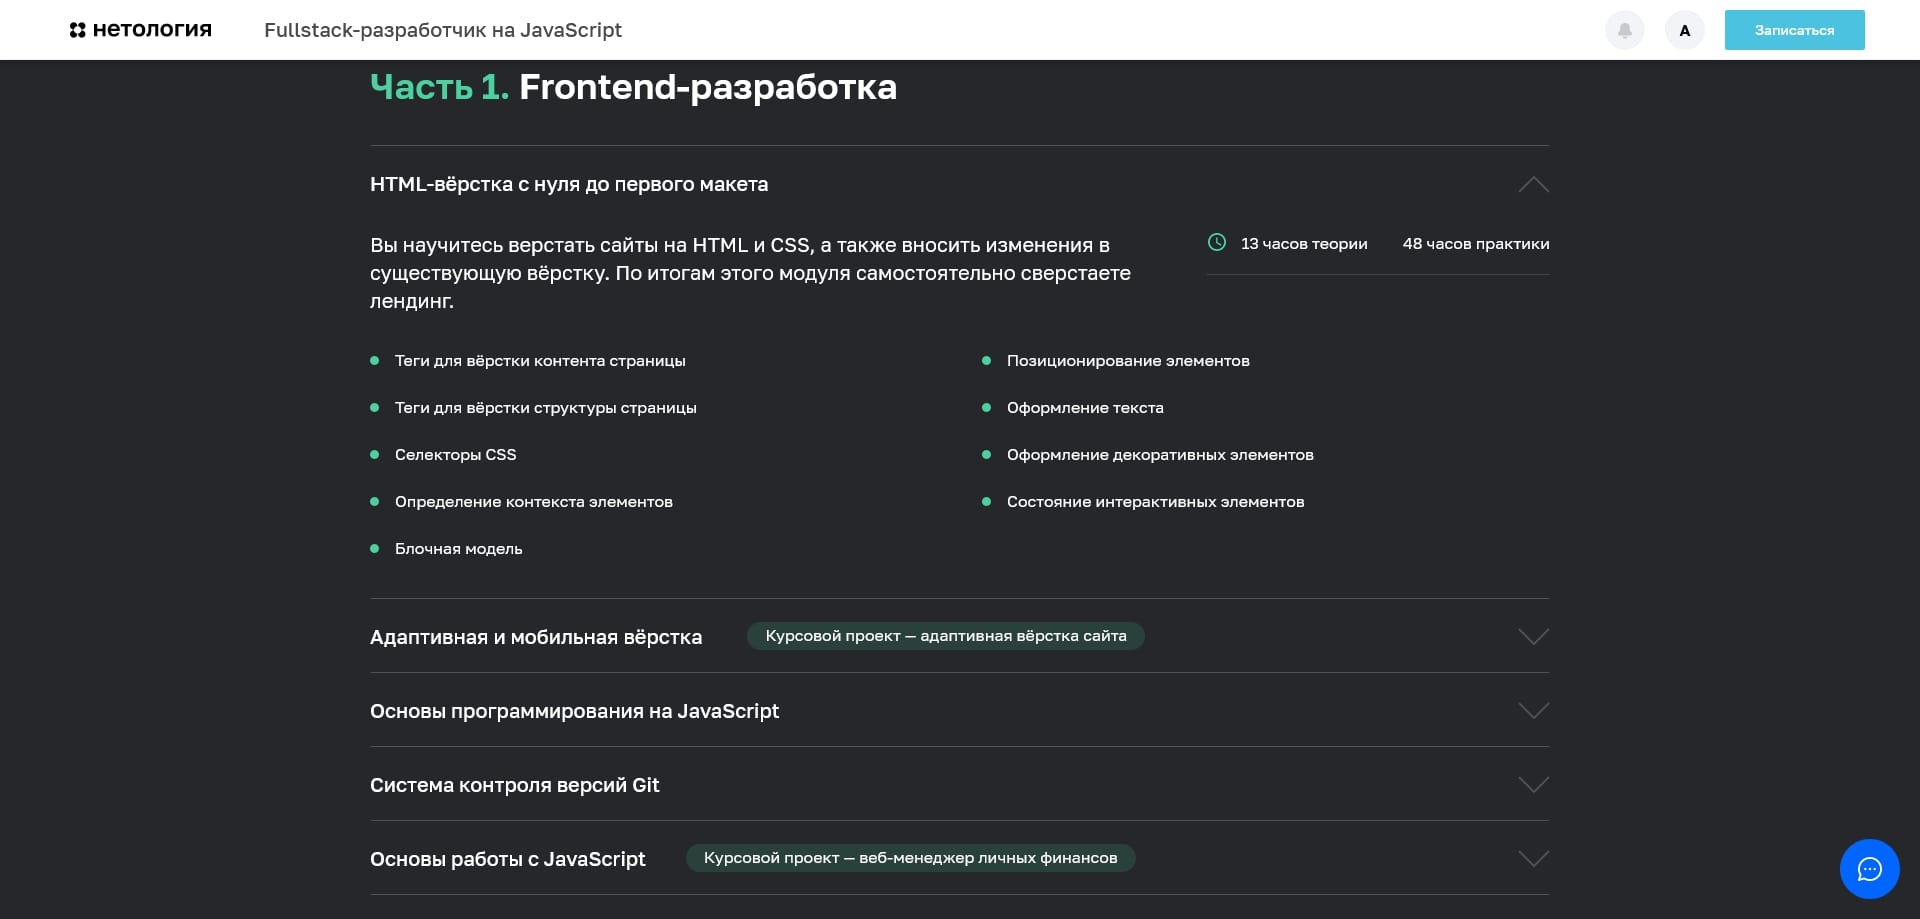 нетология
Fullstack-разработчик на JavaScript
А
Записаться
Часть 1. Frontend-разработка
HTML-вёрстка с нуля до первого макета
Вы научитесь верстать сайты на HTML и CSS, а также вносить изменения в
существующую вёрстку. По итогам этого модуля самостоятельно сверстаете
лендинг.
13 часов теории
48 часов практики
Теги для вёрстки контента страницы
Теги для вёрстки структуры страницы
Селекторы CSS
Определение контекста элементов
Блочная модель
Позиционирование элементов
Оформление текста
Оформление декоративных элементов
Состояние интерактивных элементов
Адаптивная и мобильная вёрстка
Курсовой проект — адаптивная вёрстка сайта
Основы программирования на JavaScript
Система контроля версий Git
Основы работы с JavaScript
Курсовой проект — веб-менеджер личных финансов